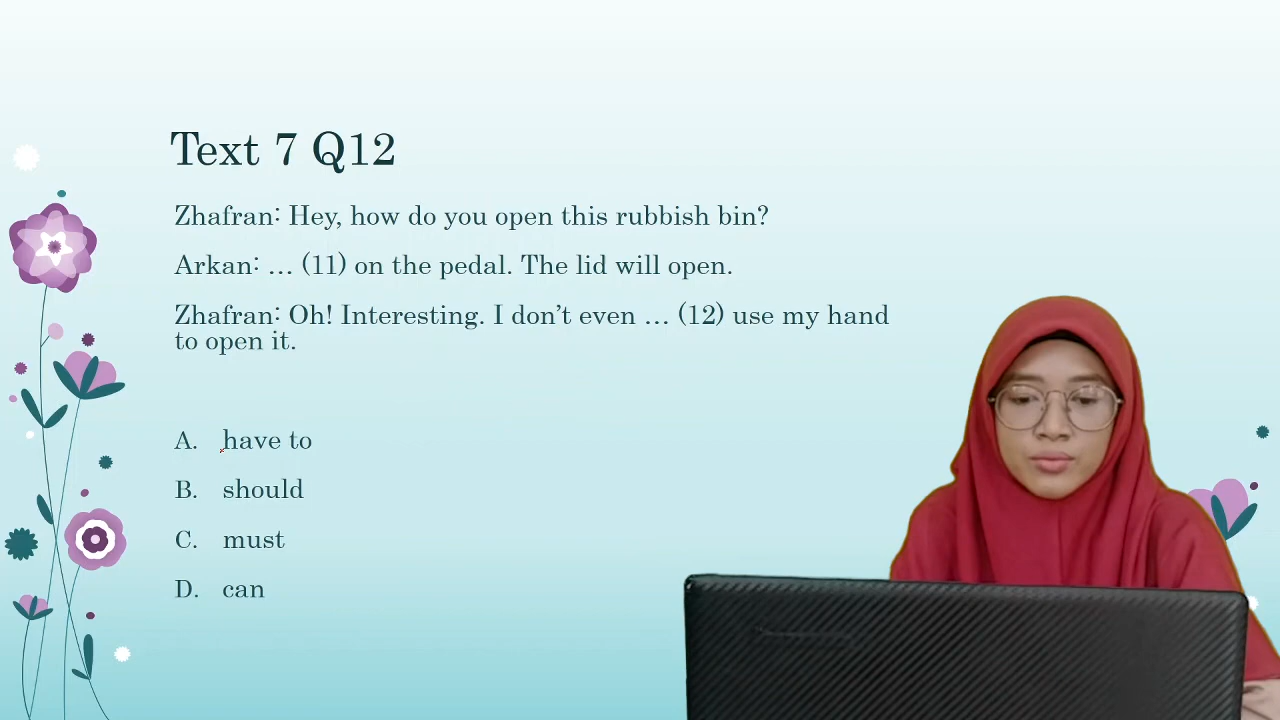 Text 7 Q12
Zhafran: Hey, how do you open this rubbish bin?
Arkan: … (11) on the pedal. The lid will open.
Zhafran: Oh! Interesting. I don’t even … (12) use my hand
to open it.
A. have to
B. should
C. must
D. can